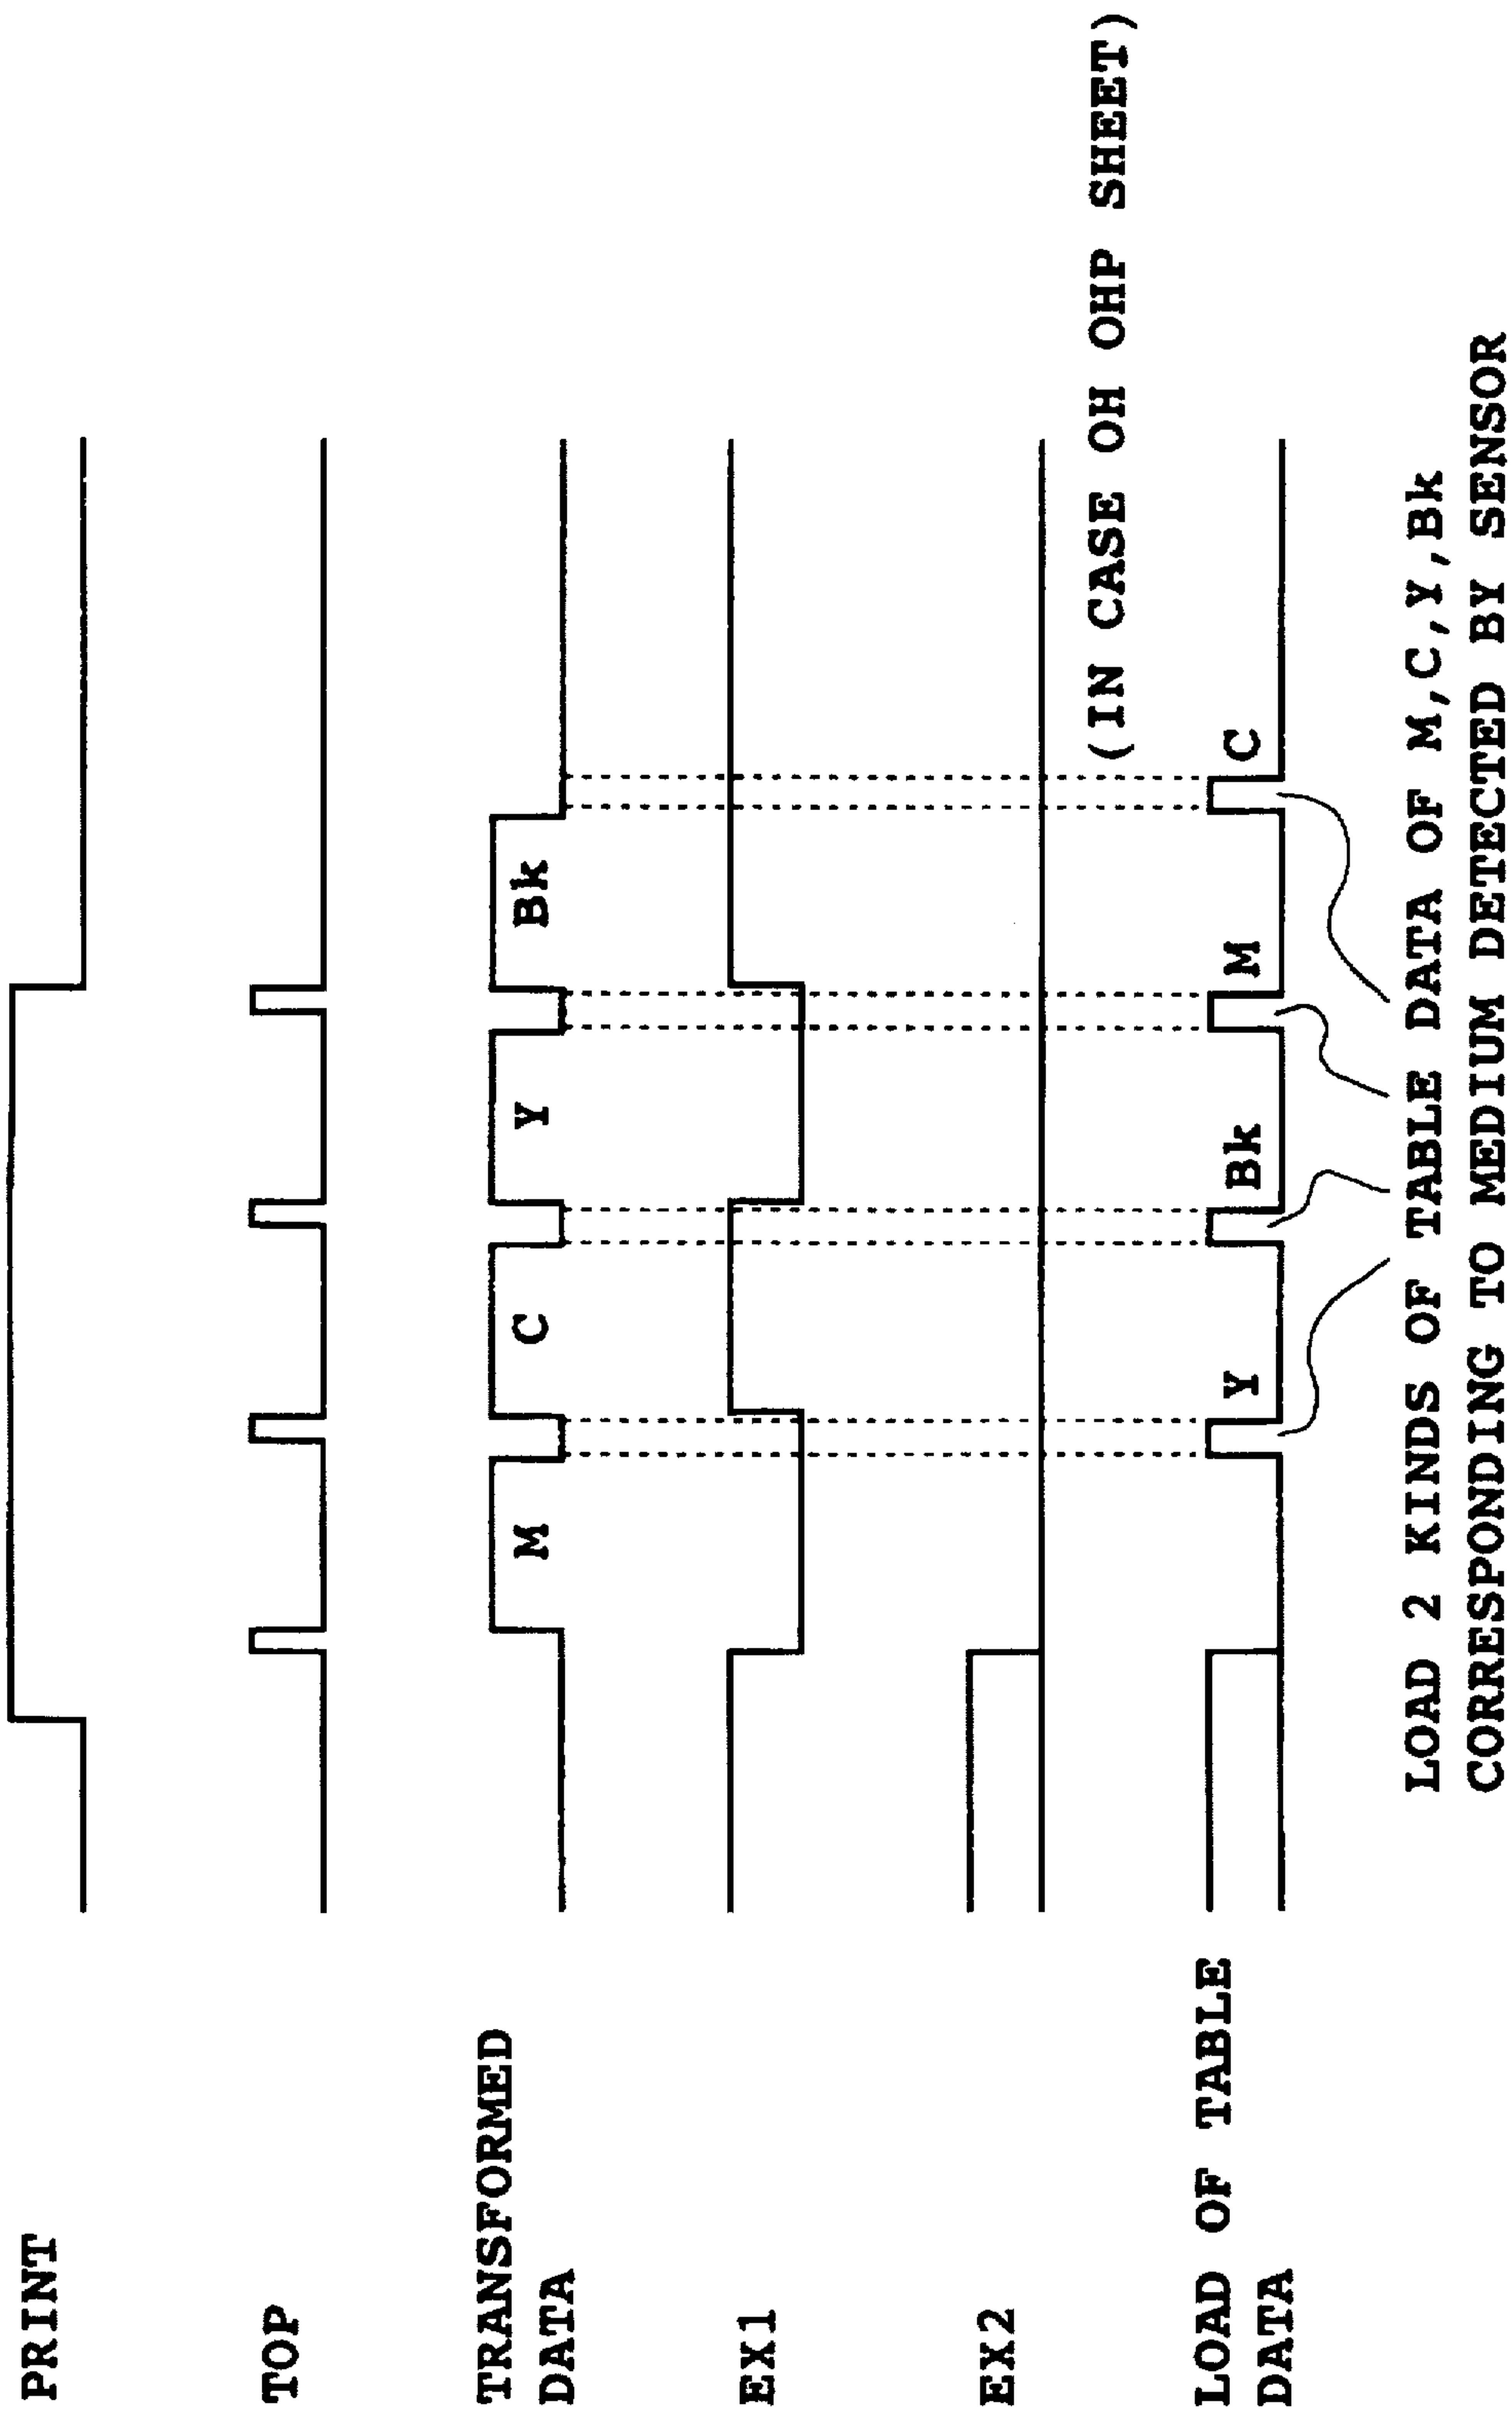 PRINT
TOP
TRANSFORMED
DATA
M C Y Bk
EX1
EX2
(IN CASE OH OHP SHEET)
LOAD OF TABLE
DATA
Y Bk M C
LOAD 2 KINDS OF TABLE DATA OF M,C,Y,Bk
CORRESPONDING TO MEDIUM DETECTED BY SENSOR